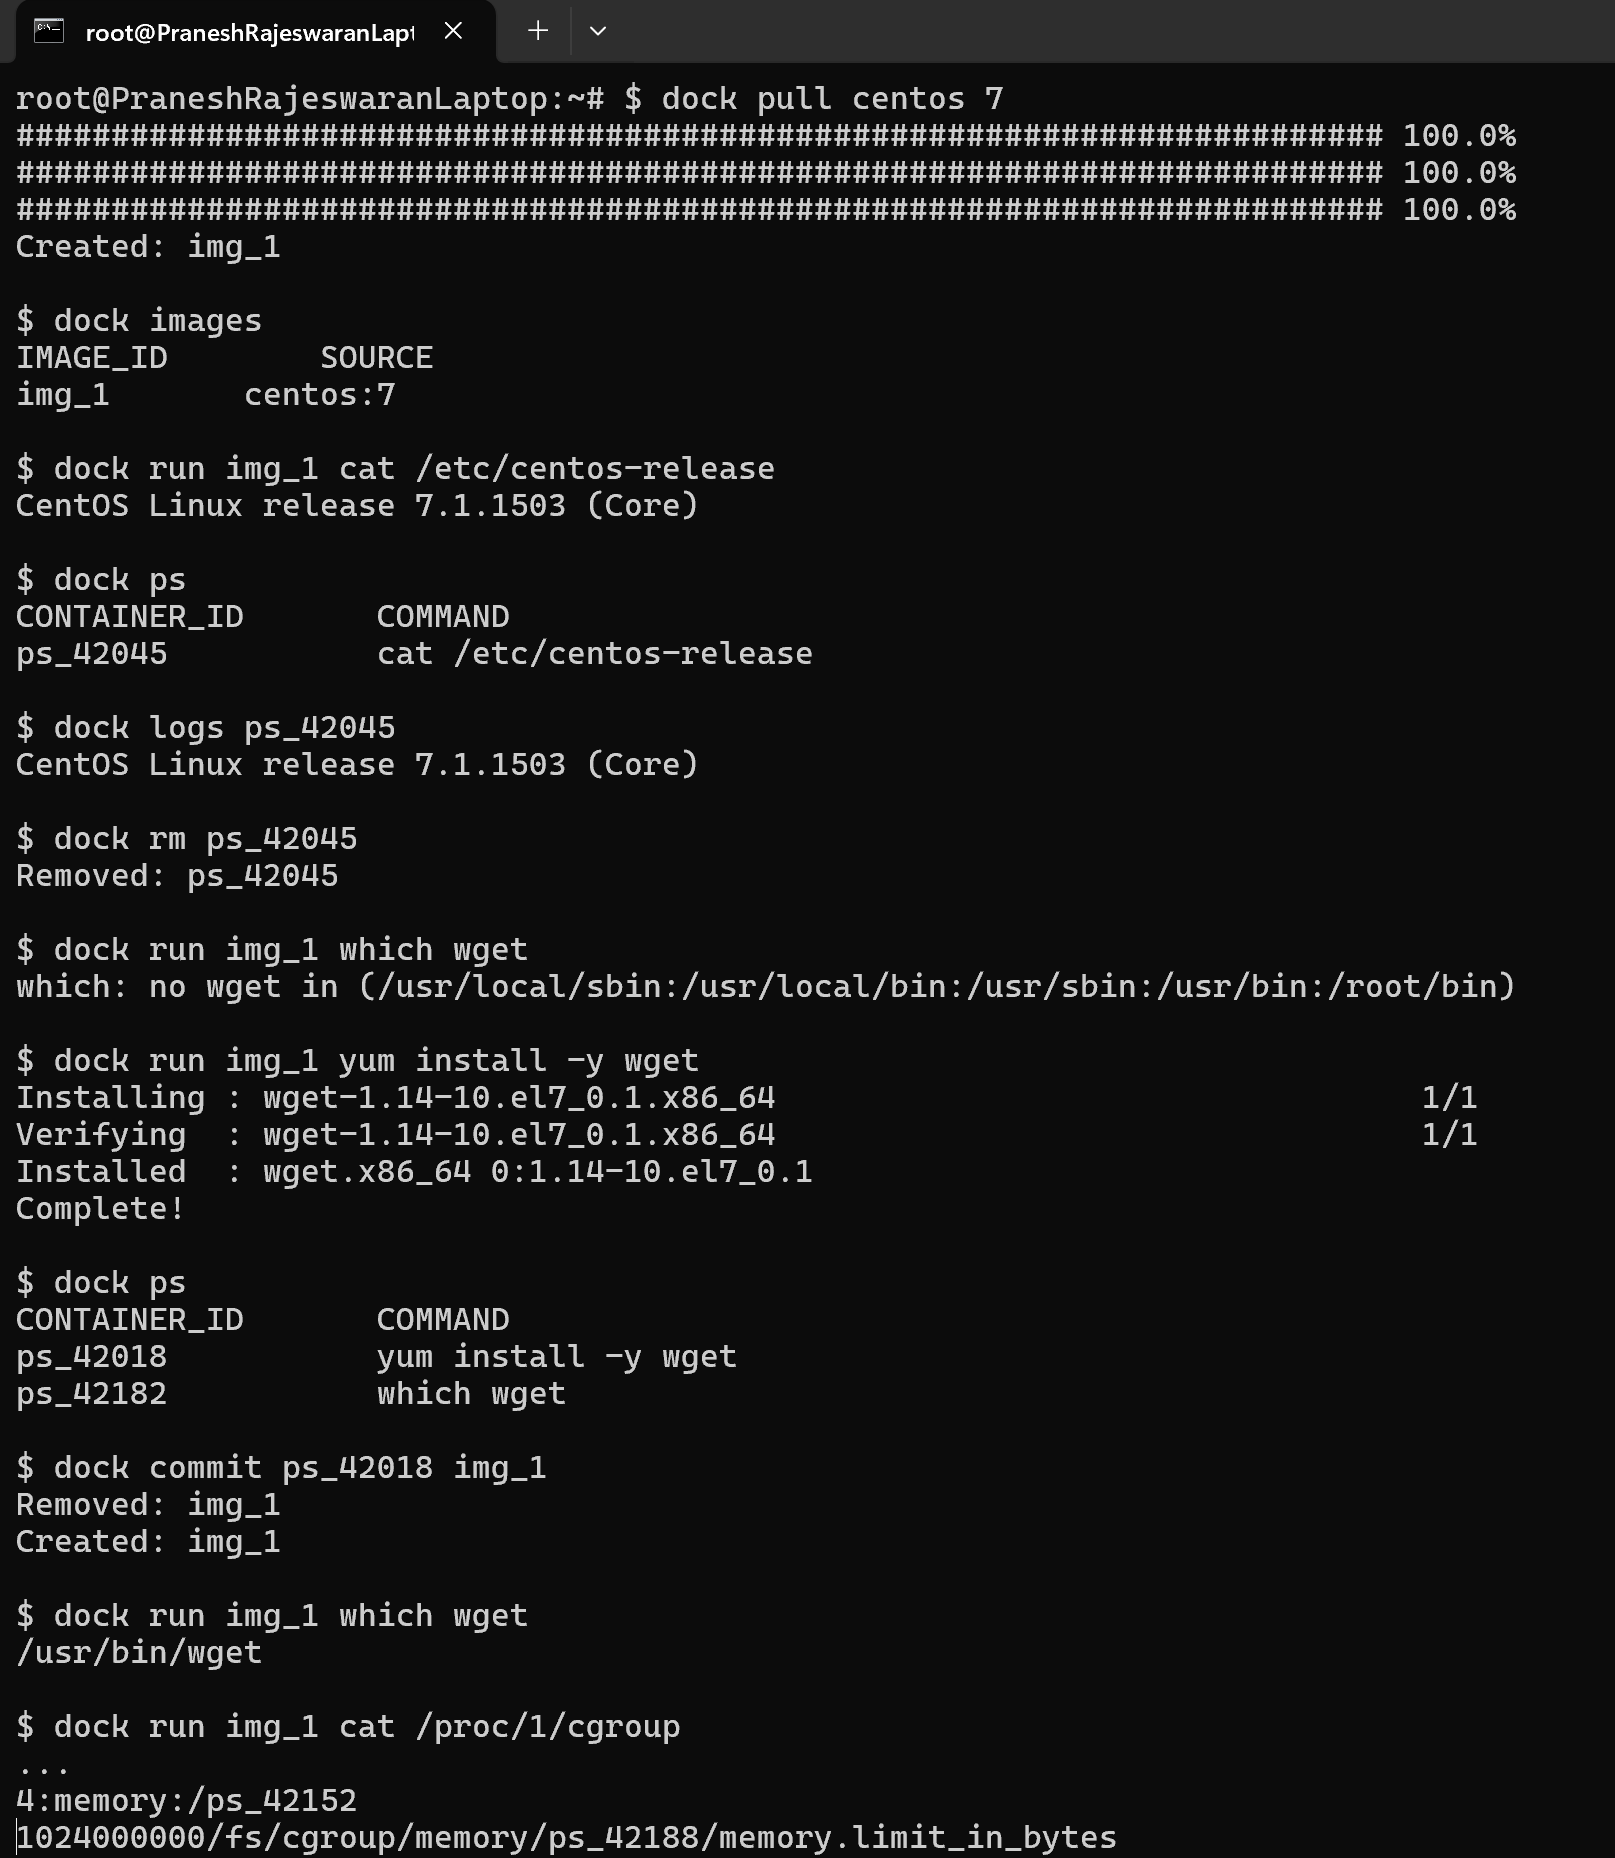 root@PraneshRajeswaranLapt
root@PraneshRajeswaranLaptop:~# $ dock pull centos 7
######################################################################## 100.0%
######################################################################## 100.0%
######################################################################## 100.0%
Created: img_1
$ dock images
IMAGE_ID        SOURCE
img_1       centos:7
$ dock run img_1 cat /etc/centos-release
CentOS Linux release 7.1.1503 (Core)
$ dock ps
CONTAINER_ID       COMMAND
ps_42045           cat /etc/centos-release
$ dock logs ps_42045
CentOS Linux release 7.1.1503 (Core)
$ dock rm ps_42045
Removed: ps_42045
$ dock run img_1 which wget
which: no wget in (/usr/local/sbin:/usr/local/bin:/usr/sbin:/usr/bin:/root/bin)
$ dock run img_1 yum install -y wget
Installing : wget-1.14-10.el7_0.1.x86_64                                  1/1
Verifying  : wget-1.14-10.el7_0.1.x86_64                                  1/1
Installed  : wget.x86_64 0:1.14-10.el7_0.1
Complete!
$ dock ps
CONTAINER_ID       COMMAND
ps_42018           yum install -y wget
ps_42182           which wget
$ dock commit ps_42018 img_1
Removed: img_1
Created: img_1
$ dock run img_1 which wget
/usr/bin/wget
$ dock run img_1 cat /proc/1/cgroup
...
4:memory:/ps_42152
1024000000/fs/cgroup/memory/ps_42188/memory.limit_in_bytes